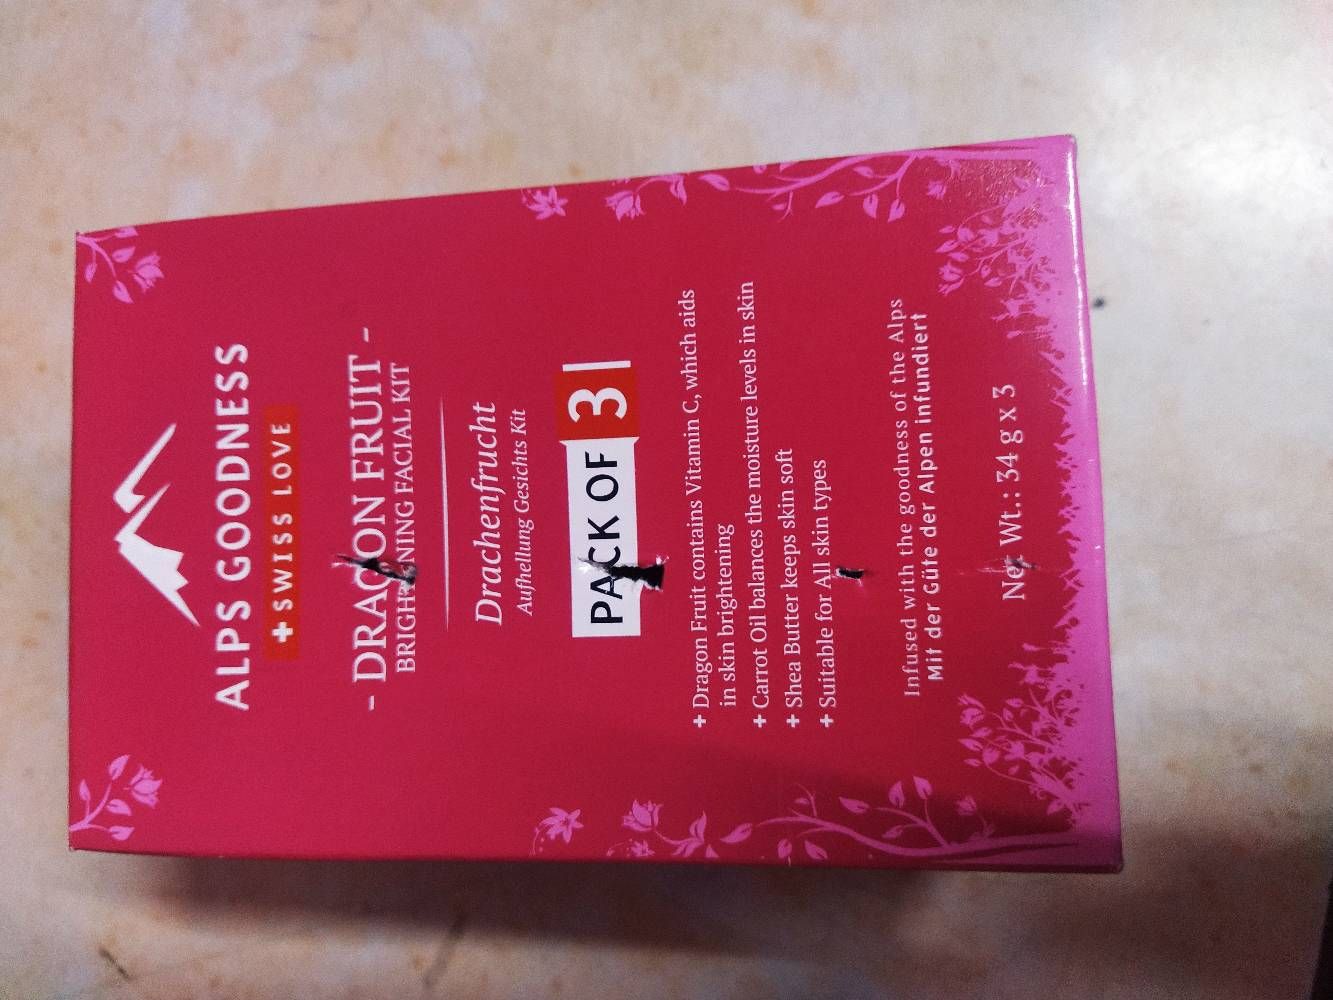 ALPS GOODNESS
+ SWISS LOVE
- DRAGON FRUIT -
BRIGHTENING FACIAL KIT
Drachenfrucht
Aufhellung Gesichts Kit
PACK OF 3
+ Dragon Fruit contains Vitamin C, which aids
in skin brightening
+ Carrot Oil balances the moisture levels in skin
+ Shea Butter keeps skin soft
+ Suitable for All skin types
Infused with the goodness of the Alps
Mit der Güte der Alpen infundiert
Net Wt.: 34 g x 3